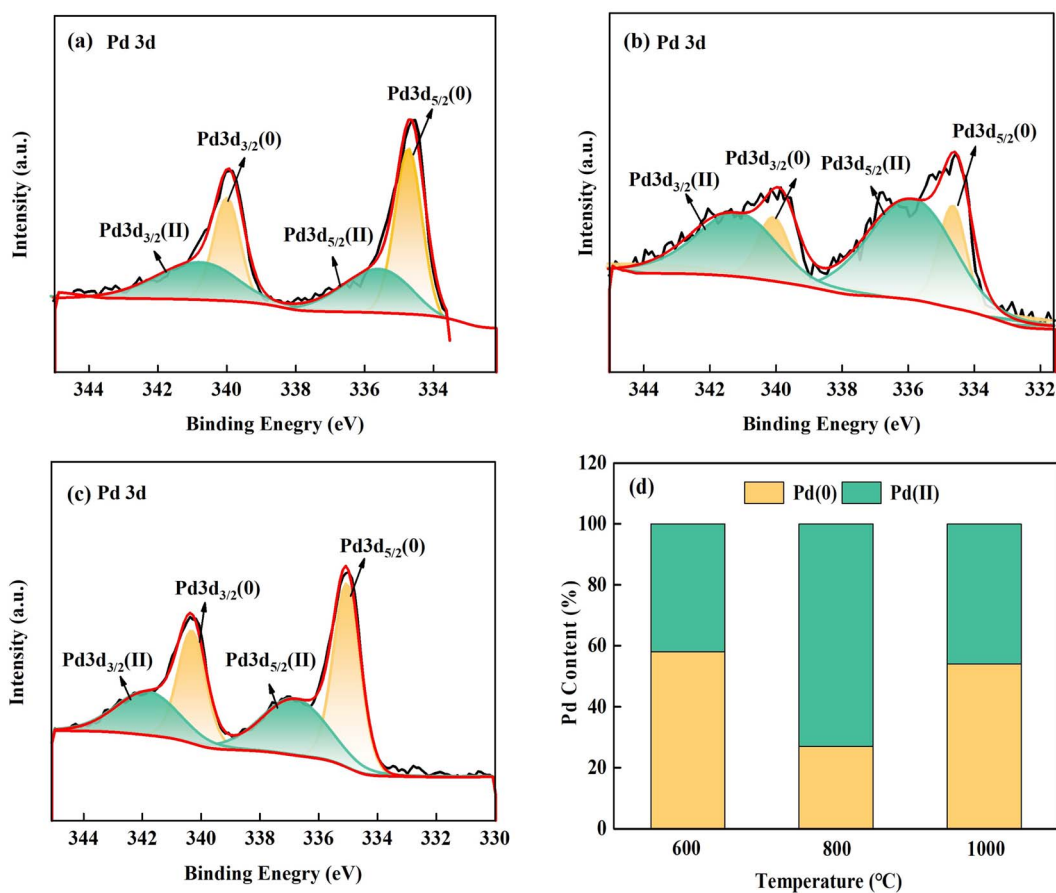 (a) Pd 3d
Pd3d5/2(0)
Pd3d3/2(0)
Pd3d3/2(II)
Pd3d5/2(II)
Intensity (a.u.)
344 342 340 338 336 334
Binding Enegry (eV)
(b) Pd 3d
Pd3d5/2(0)
Pd3d3/2(0)
Pd3d5/2(II)
Pd3d3/2(II)
Intensity (a.u.)
344 342 340 338 336 334 332
Binding Enegry (eV)
(c) Pd 3d
Pd3d5/2(0)
Pd3d3/2(0)
Pd3d3/2(II)
Pd3d5/2(II)
Intensity (a.u.)
344 342 340 338 336 334 332 330
Binding Enegry (eV)
(d)
Pd(0) Pd(II)
Pd Content (%)
120
100
80
60
40
20
0
600 800 1000
Temperature (℃)